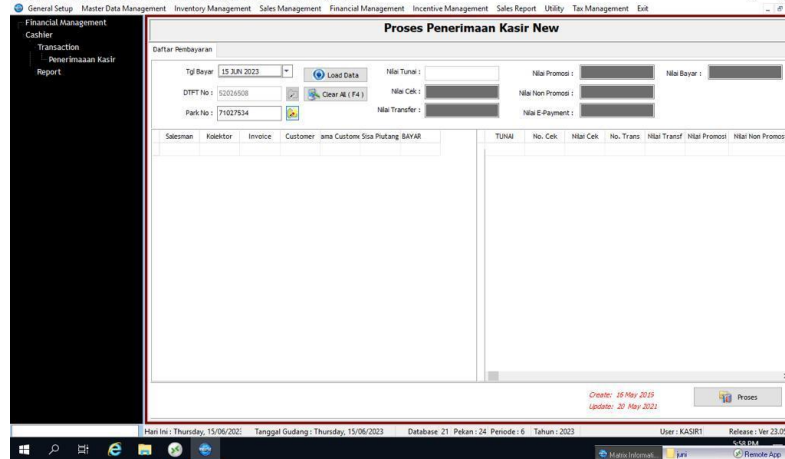 General Setup Master Data Management Inventory Management Sales Management Financial Management Incentive Management Sales Report Utility Tax Management Exit
Financial Management
Cashier
Transaction
Penerimaaan Kasir
Report
Proses Penerimaan Kasir New
Daftar Pembayaran
Tgl Bayar 15 JUN 2023 Load Data Nilai Tunai : Nilai Promosi : Nilai Bayar :
DTFT No : 52026508 Clear All ( F4 ) Nilai Cek : Nilai Non Promosi :
Park No : 71027534 Nilai Transfer : Nilai E-Payment :
Salesman Kolektor Invoice Customer ama Custome Sisa Piutang BAYAR TUNAI No. Cek Nilai Cek No. Trans Nilai Transf Nilai Promosi Nilai Non Promos
Create: 16 May 2015
Update: 20 May 2021
Proses
Hari Ini : Thursday, 15/06/2023 Tanggal Gudang : Thursday, 15/06/2023 Database 21 Pekan : 24 Periode : 6 Tahun : 2023 User : KASIR1 Release : Ver 23.05
5:58 PM
Matrix Informati... juni Remote App